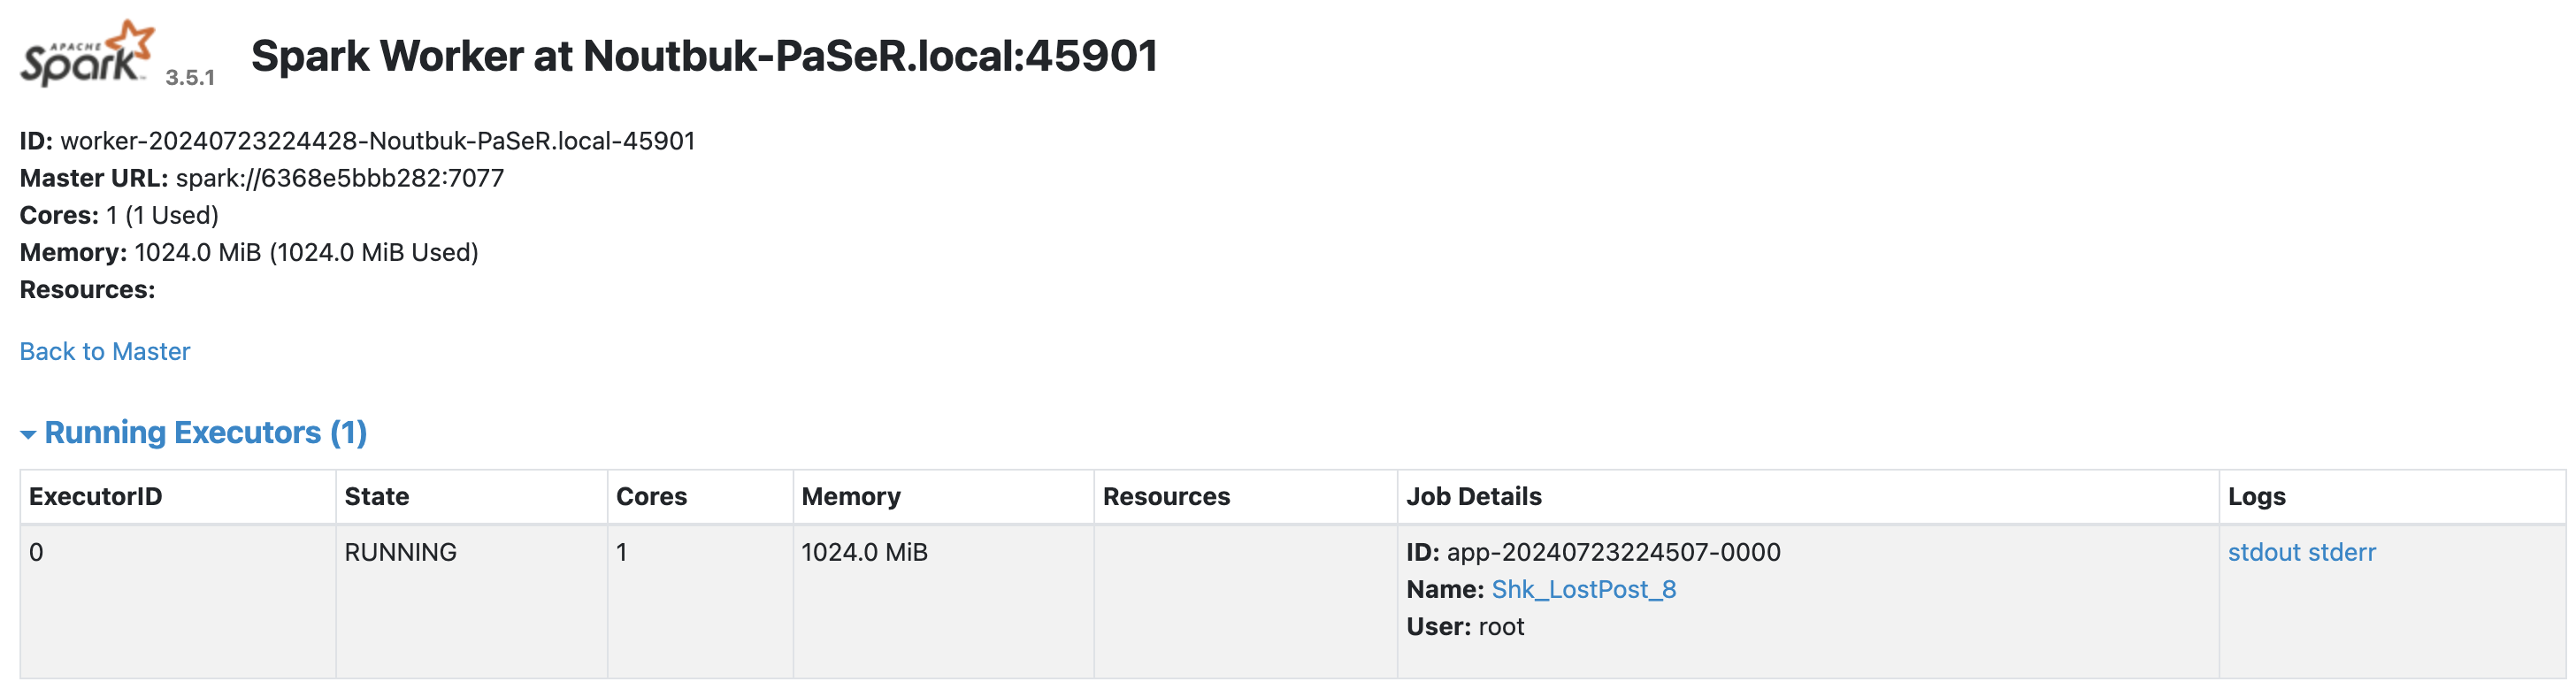 APACHE
Spark 3.5.1
Spark Worker at Noutbuk-PaSeR.local:45901
ID: worker-20240723224428-Noutbuk-PaSeR.local-45901
Master URL: spark://6368e5bbb282:7077
Cores: 1 (1 Used)
Memory: 1024.0 MiB (1024.0 MiB Used)
Resources:
Back to Master
Running Executors (1)
ExecutorID State Cores Memory Resources Job Details Logs
0 RUNNING 1 1024.0 MiB ID: app-20240723224507-0000 stdout stderr
Name: Shk_LostPost_8
User: root